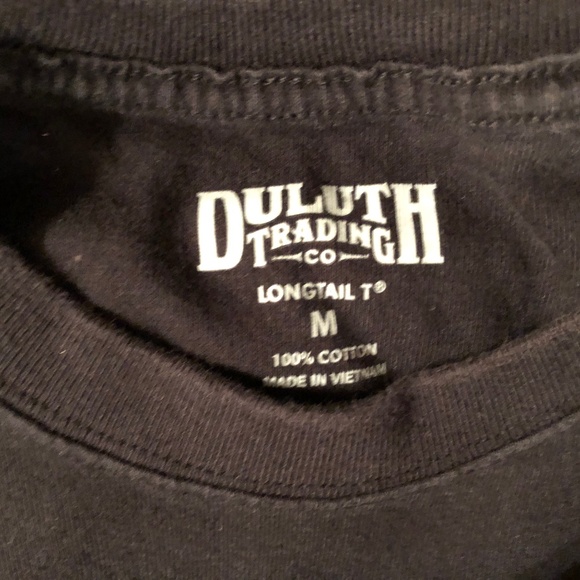 DULUTH
TRADING
CO
LONGTAIL T®
M
100% COTTON
MADE IN VIETNAM